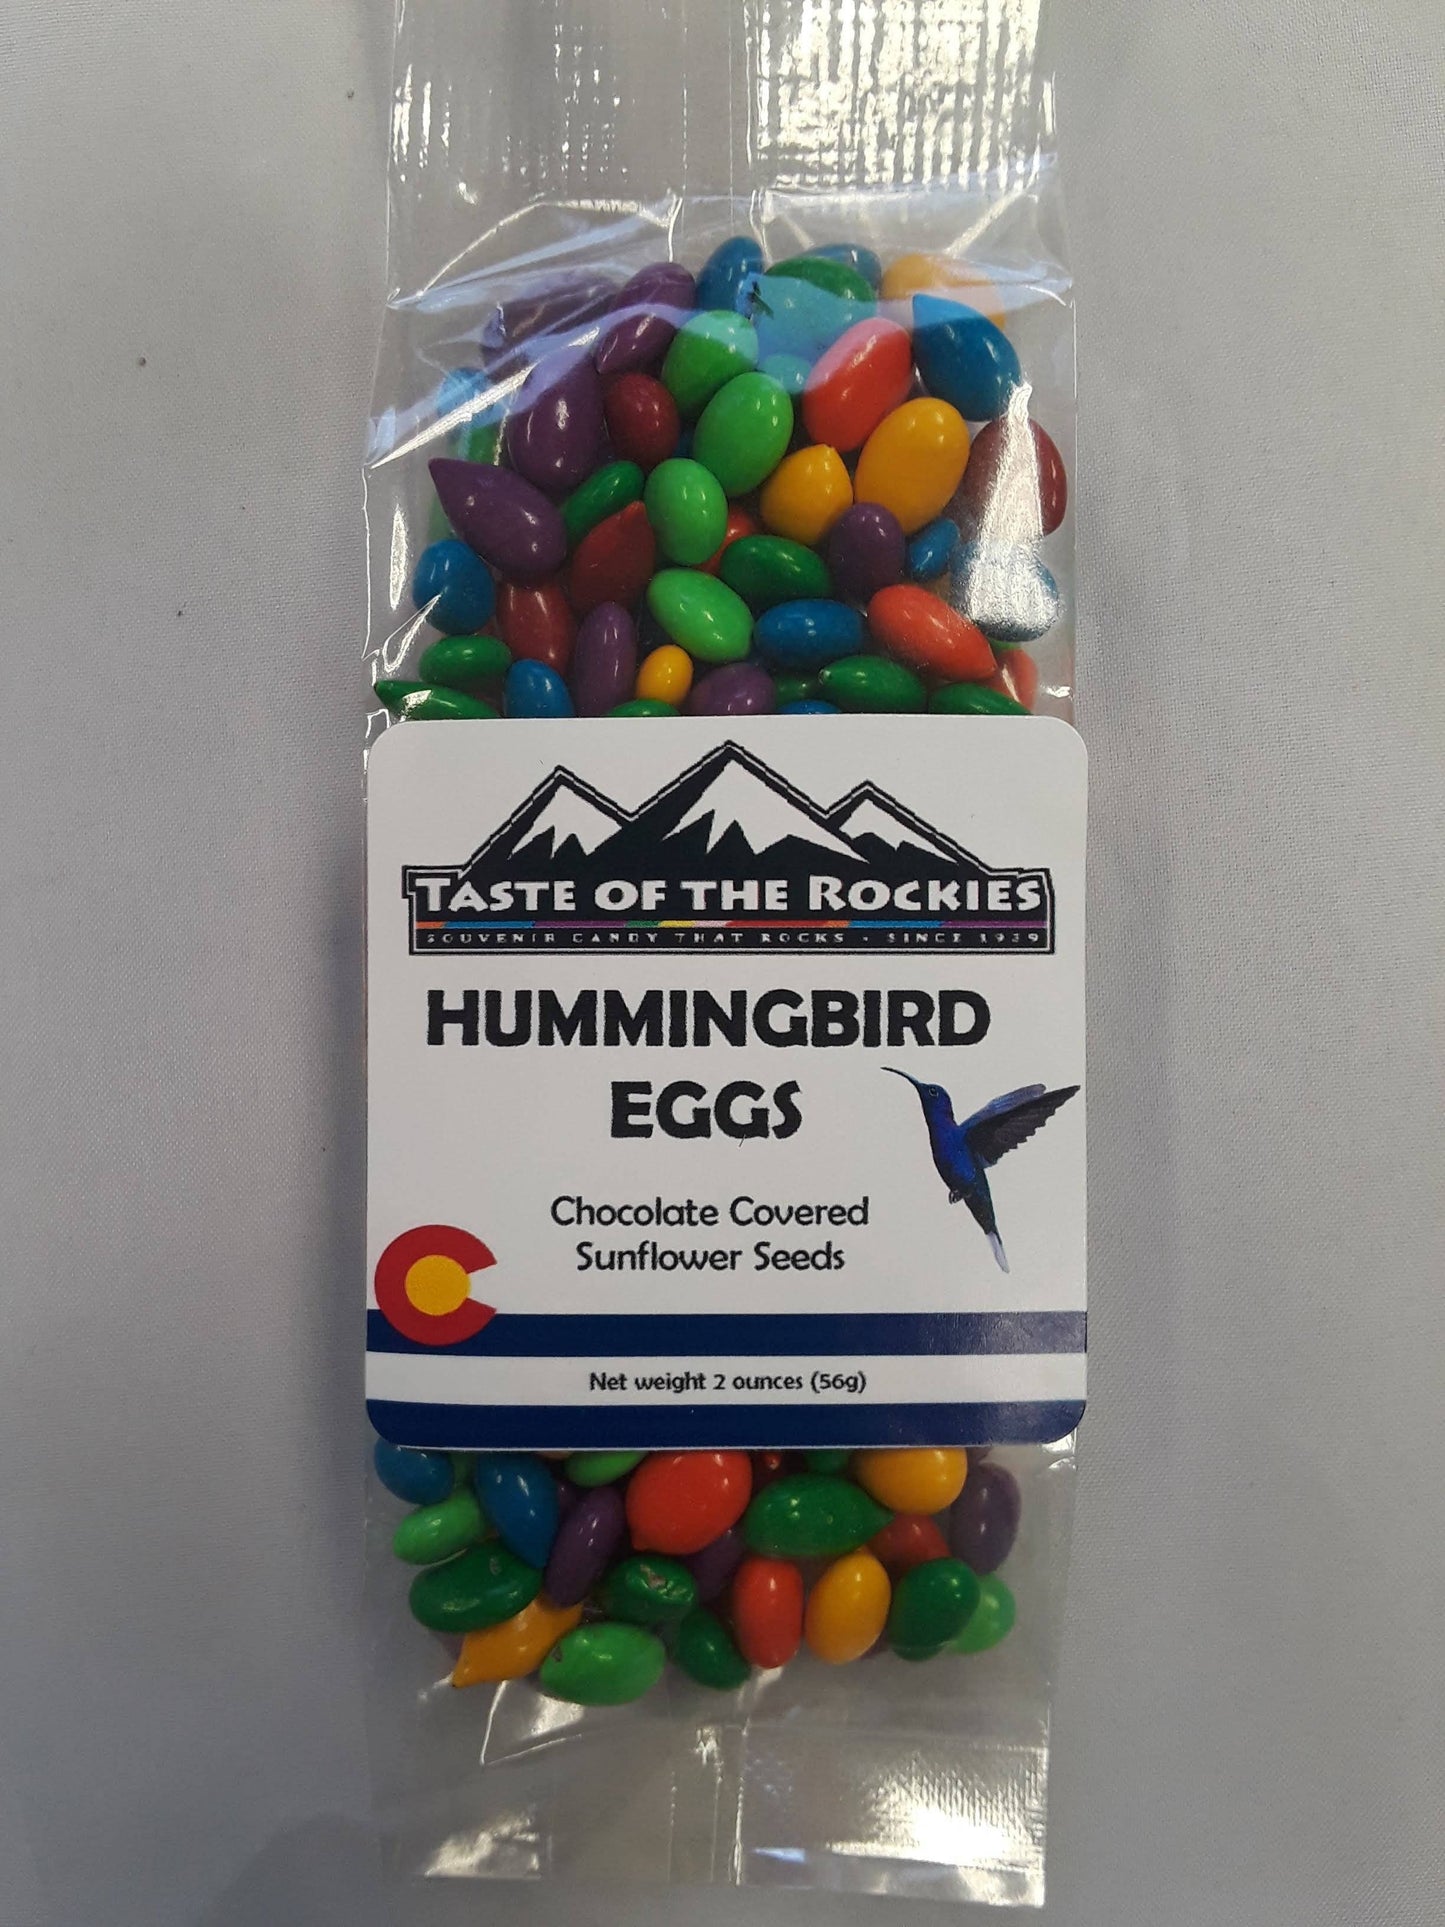 TASTE OF THE ROCKIES
SOUVENIR CANDY THAT ROCKS - SINCE 1939
HUMMINGBIRD
EGGS
Chocolate Covered
Sunflower Seeds
Net weight 2 ounces (56g)